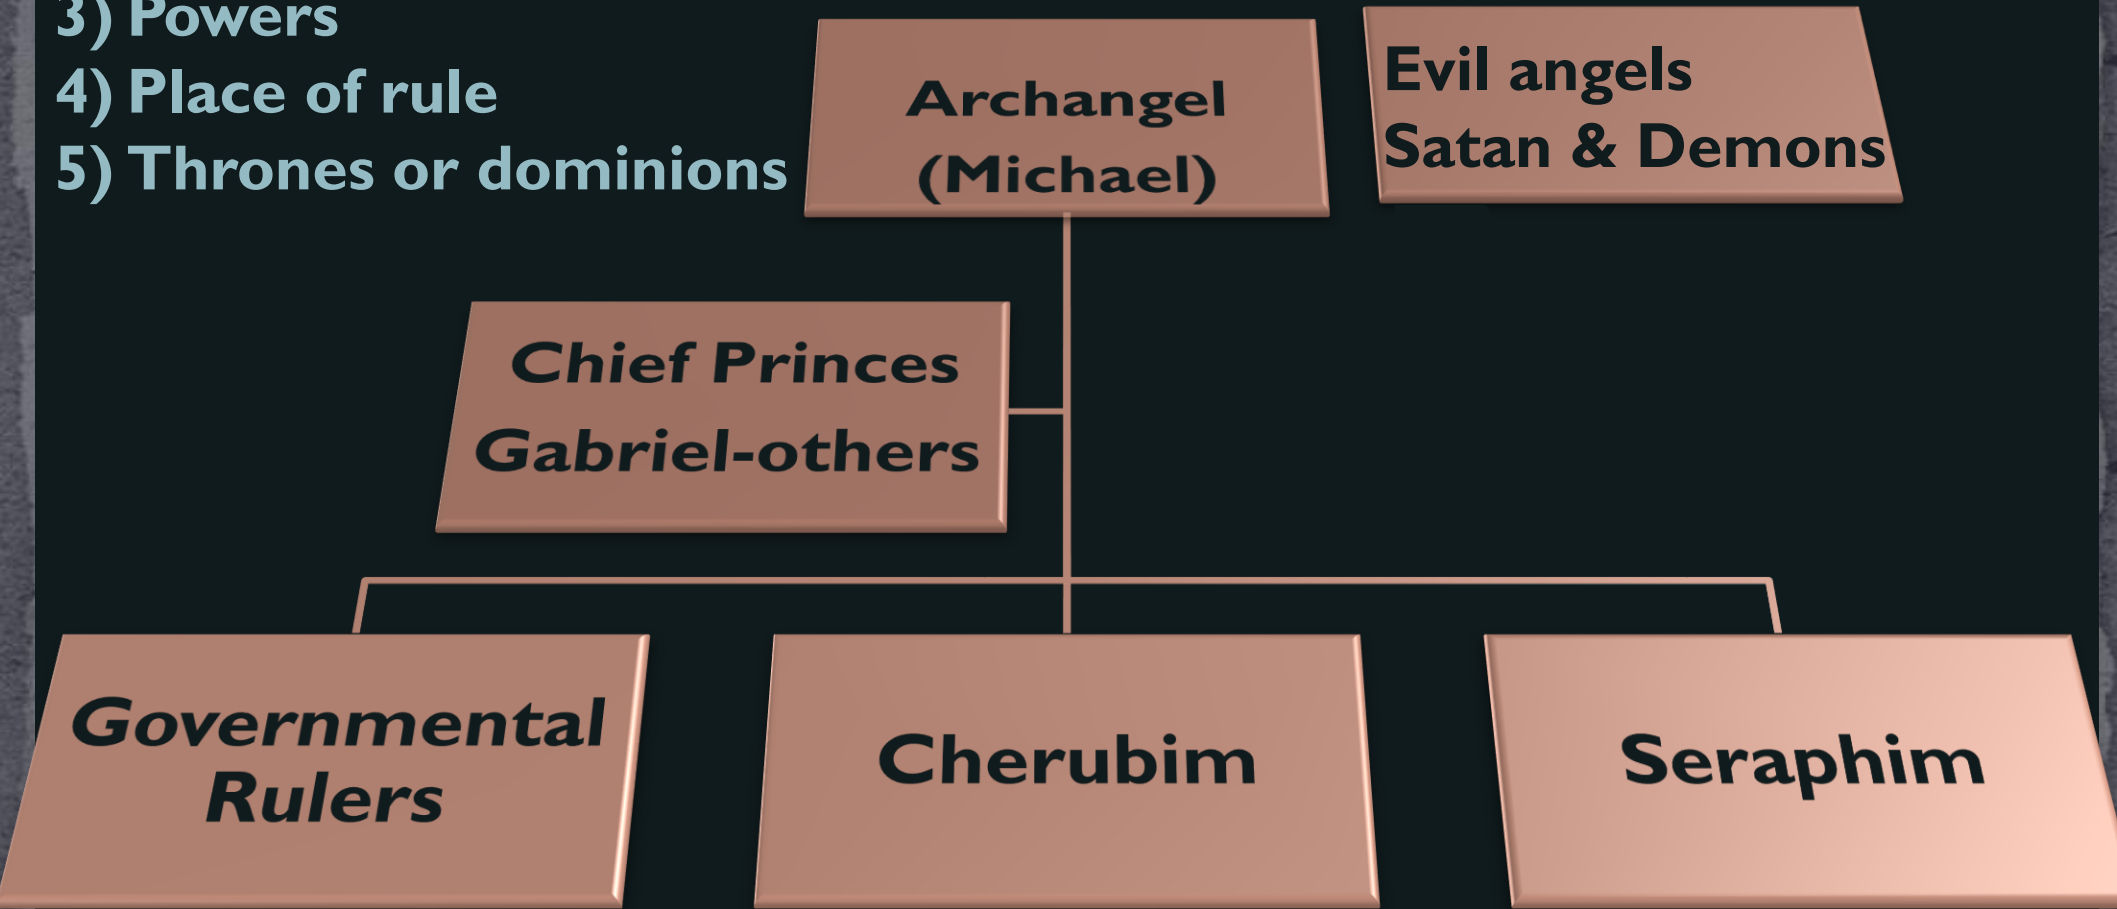 3) Powers
4) Place of rule
5) Thrones or dominions
Archangel
(Michael)
Evil angels
Satan & Demons
Chief Princes
Gabriel-others
Governmental
Rulers
Cherubim
Seraphim